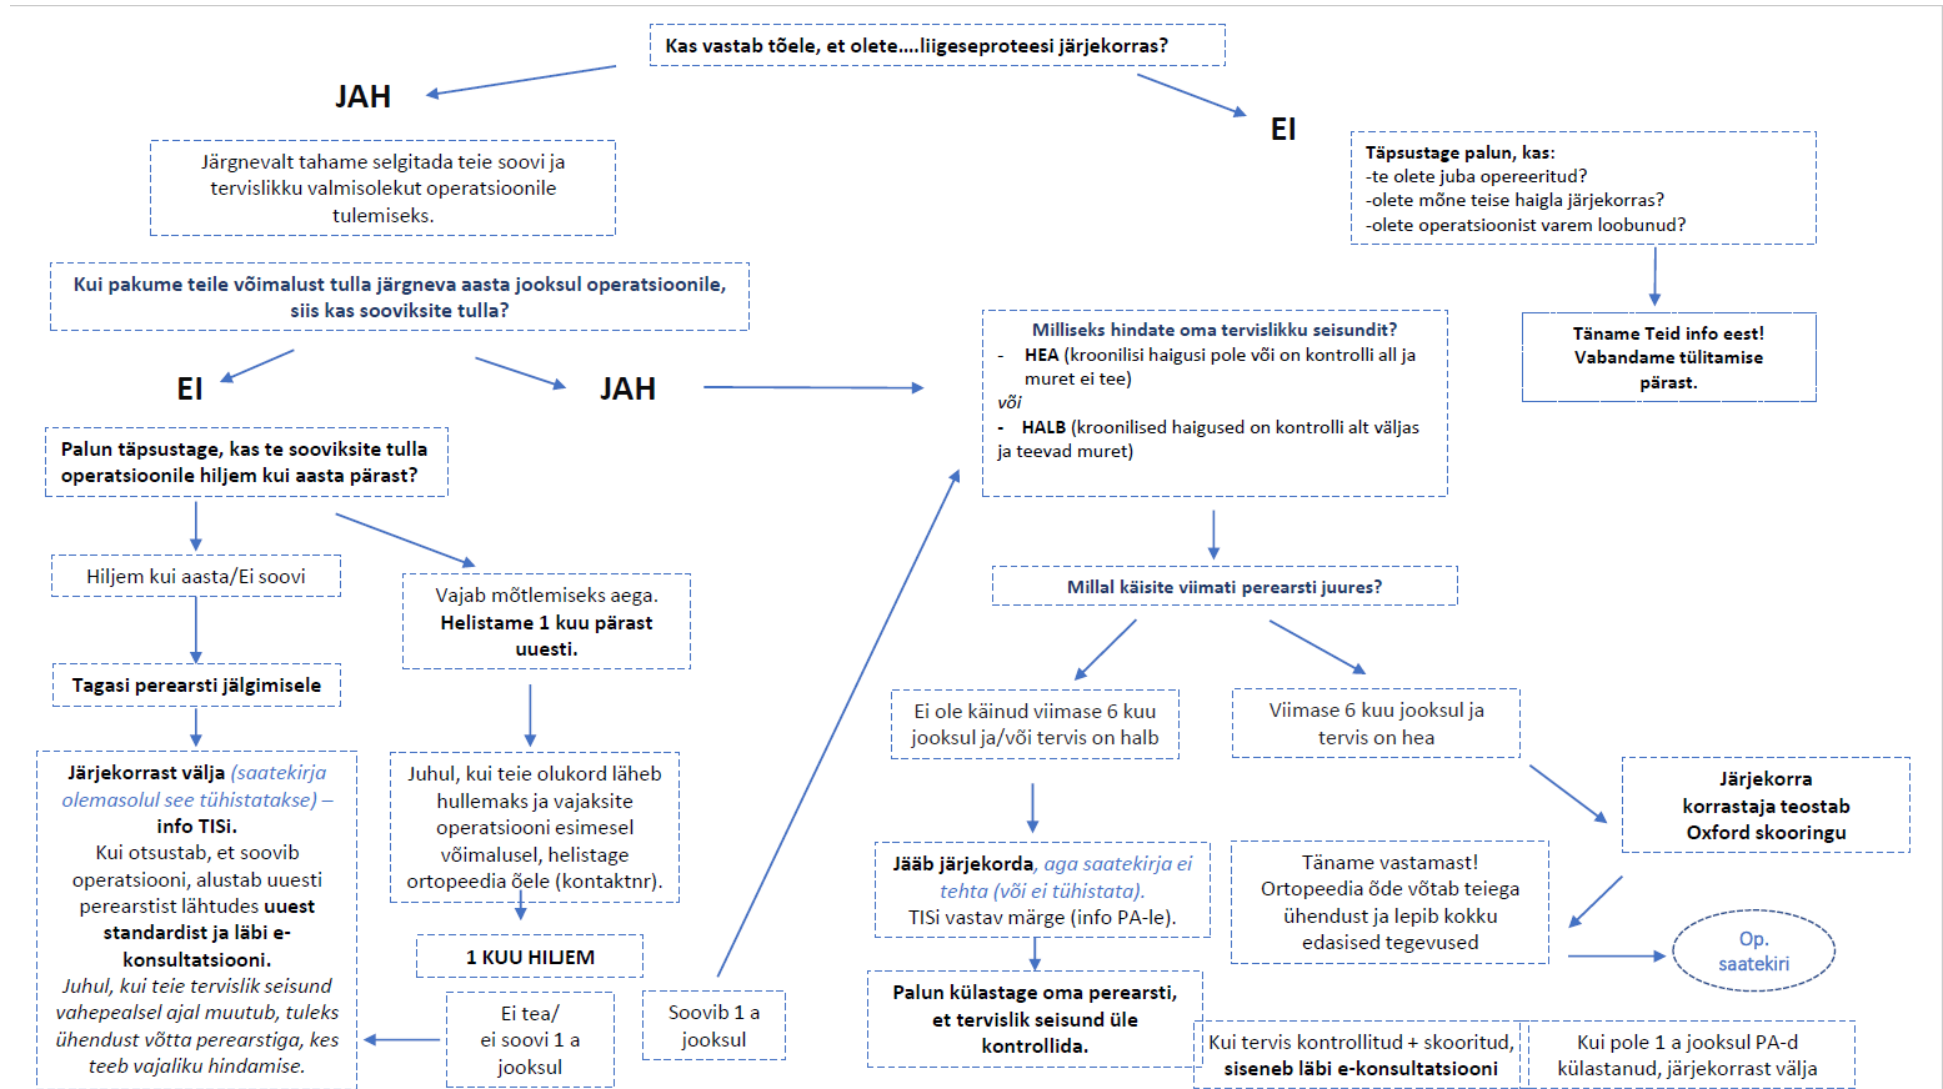 Kas vastab tõele, et olete....liigeseproteesi järjekorras?
JAH
EI
Järgnevalt tahame selgitada teie soovi ja
tervislikku valmisolekut operatsioonile
tulemiseks.
Täpsustage palun, kas:
-te olete juba opereeritud?
-olete mõne teise haigla järjekorras?
-olete operatsioonist varem loobunud?
Täname Teid info eest!
Vabandame tülitamise
pärast.
Kui pakume teile võimalust tulla järgneva aasta jooksul operatsioonile,
siis kas sooviksite tulla?
EI
JAH
Milliseks hindate oma tervislikku seisundit?
- HEA (kroonilisi haigusi pole või on kontrolli all ja
muret ei tee)
või
- HALB (kroonilised haigused on kontrolli alt väljas
ja teevad muret)
Palun täpsustage, kas te sooviksite tulla
operatsioonile hiljem kui aasta pärast?
Hiljem kui aasta/Ei soovi
Vajab mõtlemiseks aega.
Helistame 1 kuu pärast
uuesti.
Tagasi perearsti jälgimisele
Järjekorrast välja (saatekirja
olemasolul see tühistatakse) –
info TISi.
Kui otsustab, et soovib
operatsiooni, alustab uuesti
perearstist lähtudes uuest
standardist ja läbi e-
konsultatsiooni.
Juhul, kui teie tervislik seisund
vahepealsel ajal muutub, tuleks
ühendust võtta perearstiga, kes
teeb vajaliku hindamise.
Juhul, kui teie olukord läheb
hullemaks ja vajaksite
operatsiooni esimesel
võimalusel, helistage
ortopeedia õele (kontaktnr).
1 KUU HILJEM
Ei tea/
ei soovi 1 a
jooksul
Soovib 1 a
jooksul
Millal käisite viimati perearsti juures?
Ei ole käinud viimase 6 kuu
jooksul ja/või tervis on halb
Viimase 6 kuu jooksul ja
tervis on hea
Jääb järjekorda, aga saatekirja ei
tehta (või ei tühistata).
TISi vastav märge (info PA-le).
Palun külastage oma perearsti,
et tervislik seisund üle
kontrollida.
Järjekorra
korrastaja teostab
Oxford skooringu
Täname vastamast!
Ortopeedia õde võtab teiega
ühendust ja lepib kokku
edasised tegevused
Op.
saatekiri
Kui tervis kontrollitud + skooritud,
siseneb läbi e-konsultatsiooni
Kui pole 1 a jooksul PA-d
külastanud, järjekorrast välja